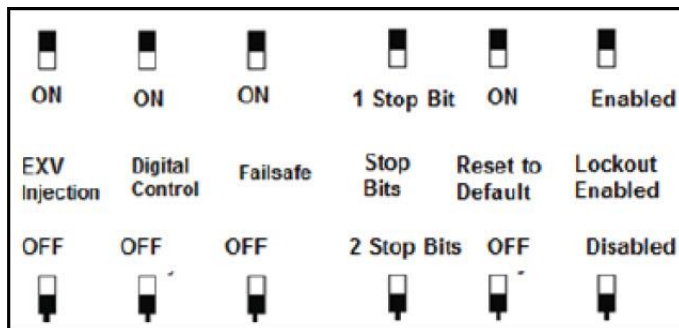 ON ON ON 1 Stop Bit ON Enabled
EXV Injection
Digital Control
Failsafe
Stop Bits
Reset to Default
Lockout Enabled
OFF OFF OFF 2 Stop Bits OFF Disabled